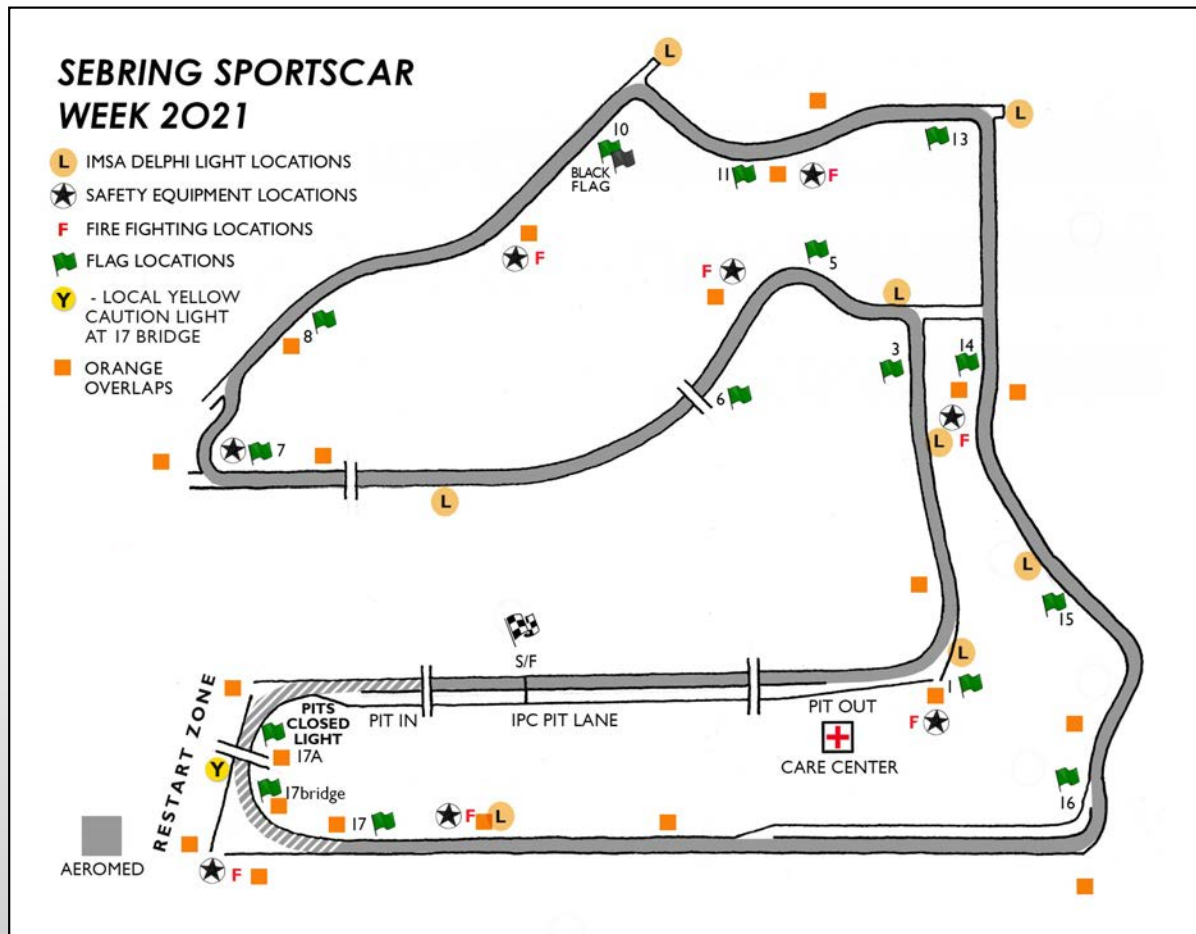 SEBRING SPORTSCAR
WEEK 2021
L IMSA DELPHI LIGHT LOCATIONS
SAFETY EQUIPMENT LOCATIONS
F FIRE FIGHTING LOCATIONS
FLAG LOCATIONS
Y - LOCAL YELLOW
CAUTION LIGHT
AT 17 BRIDGE
ORANGE
OVERLAPS
L
L
10
BLACK
FLAG
11
F
13
F
F
5
L
8
3
14
6
L
F
7
L
L
15
S/F
L
1
PIT IN
IPC PIT LANE
PIT OUT
F
CARE CENTER
PITS
CLOSED
LIGHT
17A
RESTART ZONE
Y
17bridge
17
F
L
16
AEROMED
F